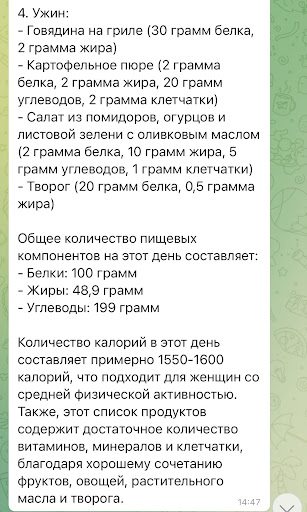 4. Ужин:
- Говядина на гриле (30 грамм белка,
2 грамма жира)
- Картофельное пюре (2 грамма
белка, 2 грамма жира, 20 грамм
углеводов, 2 грамма клетчатки)
- Салат из помидоров, огурцов и
листовой зелени с оливковым маслом
(2 грамма белка, 10 грамм жира, 5
грамм углеводов, 1 грамм клетчатки)
- Творог (20 грамм белка, 0,5 грамма
жира)
Общее количество пищевых
компонентов на этот день составляет:
- Белки: 100 грамм
- Жиры: 48,9 грамм
- Углеводы: 199 грамм
Количество калорий в этот день
составляет примерно 1550-1600
калорий, что подходит для женщин со
средней физической активностью.
Также, этот список продуктов
содержит достаточное количество
витаминов, минералов и клетчатки,
благодаря хорошему сочетанию
фруктов, овощей, растительного
масла и творога.
14:47